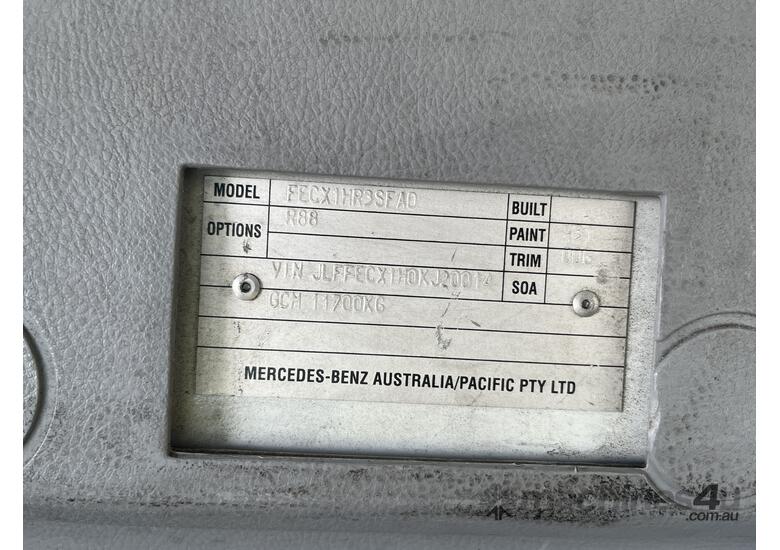 MODEL FECX1HR3SFAD BUILT
OPTIONS R88 PAINT
TRIM
VIN JLFFECX1H0KJ20014 SOA
GCM 11700KG
MERCEDES-BENZ AUSTRALIA/PACIFIC PTY LTD
4
.com.au